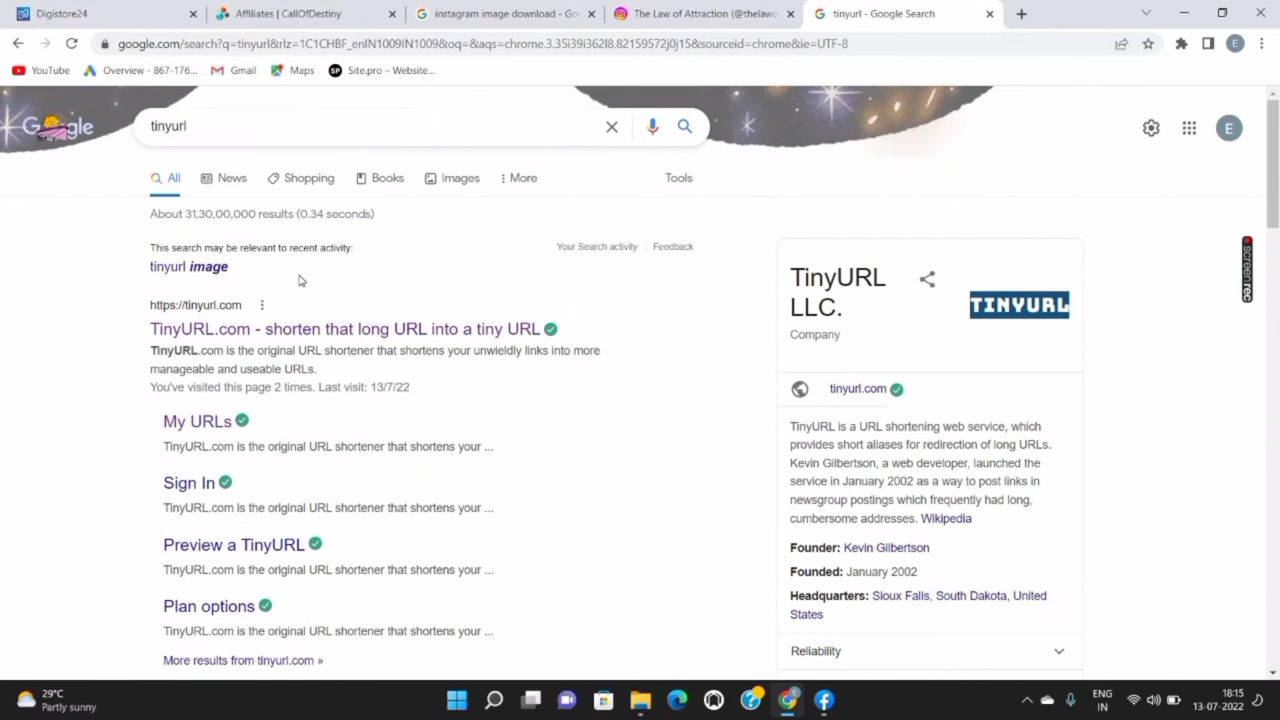 Digistore24
Affiliates | CallOfDestiny
instagram image download - Goo
The Law of Attraction (@thelawo
tinyurl - Google Search
google.com/search?q=tinyurl&rlz=1C1CHBF_enIN1009IN1009&oq=&aqs=chrome.3.35i39i362l8.82159572j0j15&sourceid=chrome&ie=UTF-8
E
YouTube
Overview - 867-176...
Gmail
Maps
SP
Site.pro – Website...
Google
tinyurl
E
All
News
Shopping
Books
Images
More
Tools
About 31,30,00,000 results (0.34 seconds)
This search may be relevant to recent activity:
Your Search activity
Feedback
tinyurl image
https://tinyurl.com
TinyURL.com - shorten that long URL into a tiny URL
TinyURL.com is the original URL shortener that shortens your unwieldly links into more
manageable and useable URLs.
You've visited this page 2 times. Last visit: 13/7/22
My URLs
TinyURL.com is the original URL shortener that shortens your ...
Sign In
TinyURL.com is the original URL shortener that shortens your ...
Preview a TinyURL
TinyURL.com is the original URL shortener that shortens your ...
Plan options
TinyURL.com is the original URL shortener that shortens your ...
More results from tinyurl.com »
TinyURL
LLC.
Company
TINYURL
tinyurl.com
TinyURL is a URL shortening web service, which
provides short aliases for redirection of long URLs.
Kevin Gilbertson, a web developer, launched the
service in January 2002 as a way to post links in
newsgroup postings which frequently had long,
cumbersome addresses. Wikipedia
Founder: Kevin Gilbertson
Founded: January 2002
Headquarters: Sioux Falls, South Dakota, United
States
Reliability
screenrec
29°C
Partly sunny
ENG
IN
18:15
13-07-2022